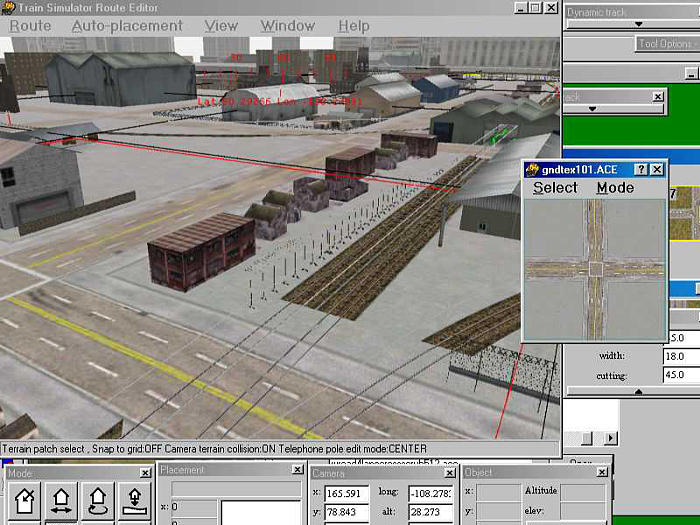 Train Simulator Route Editor
Dynamic track
Route Auto-placement View Window Help
Tool Options
gndtex101.ACE
Select Mode
5.0
width: 18.0
cutting: 45.0
Terrain patch select , Snap to grid:OFF Camera terrain collision:ON Telephone pole edit mode:CENTER
Mode
Placement
x: 0
y: 0
Camera
x: 165.591 long: -108.278
y: 78.843 alt: 28.273
Object
x: Altitude
y: elev: